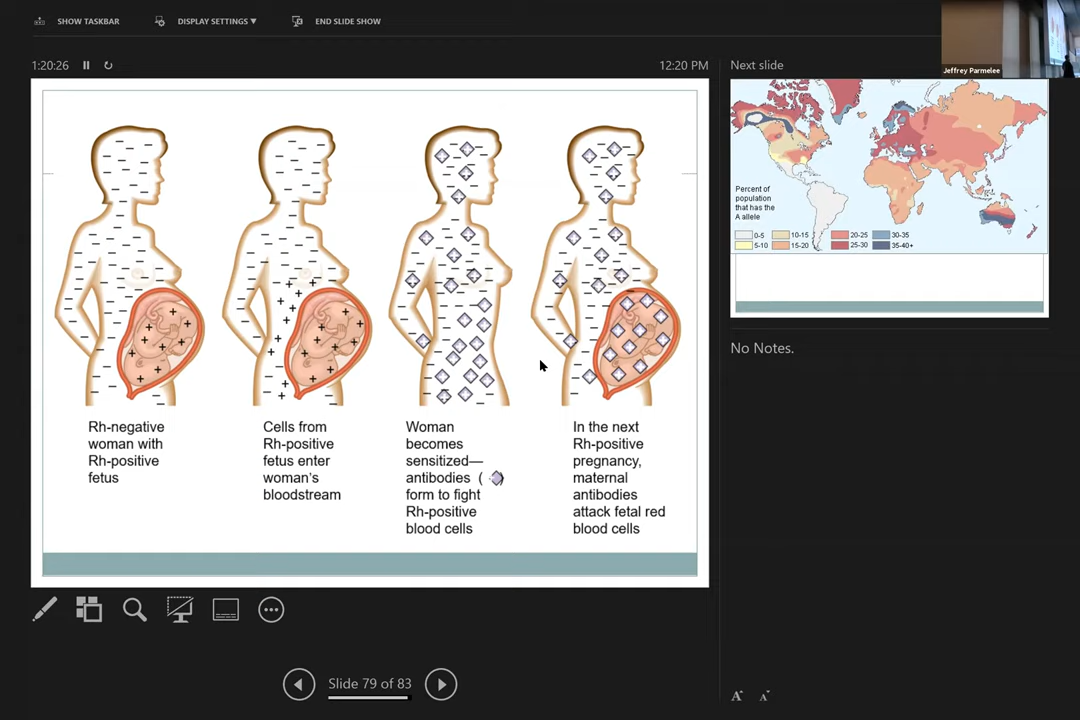 SHOW TASKBAR
DISPLAY SETTINGS ▼
END SLIDE SHOW
1:20:26
12:20 PM
Next slide
Jeffrey Parmelee
Rh-negative
woman with
Rh-positive
fetus
Cells from
Rh-positive
fetus enter
woman's
bloodstream
Woman
becomes
sensitized—
antibodies (
)
form to fight
Rh-positive
blood cells
In the next
Rh-positive
pregnancy,
maternal
antibodies
attack fetal red
blood cells
Percent of
population
that has the
A allele
0-5
10-15
20-25
30-35
5-10
15-20
25-30
35-40+
No Notes.
Slide 79 of 83
A
A